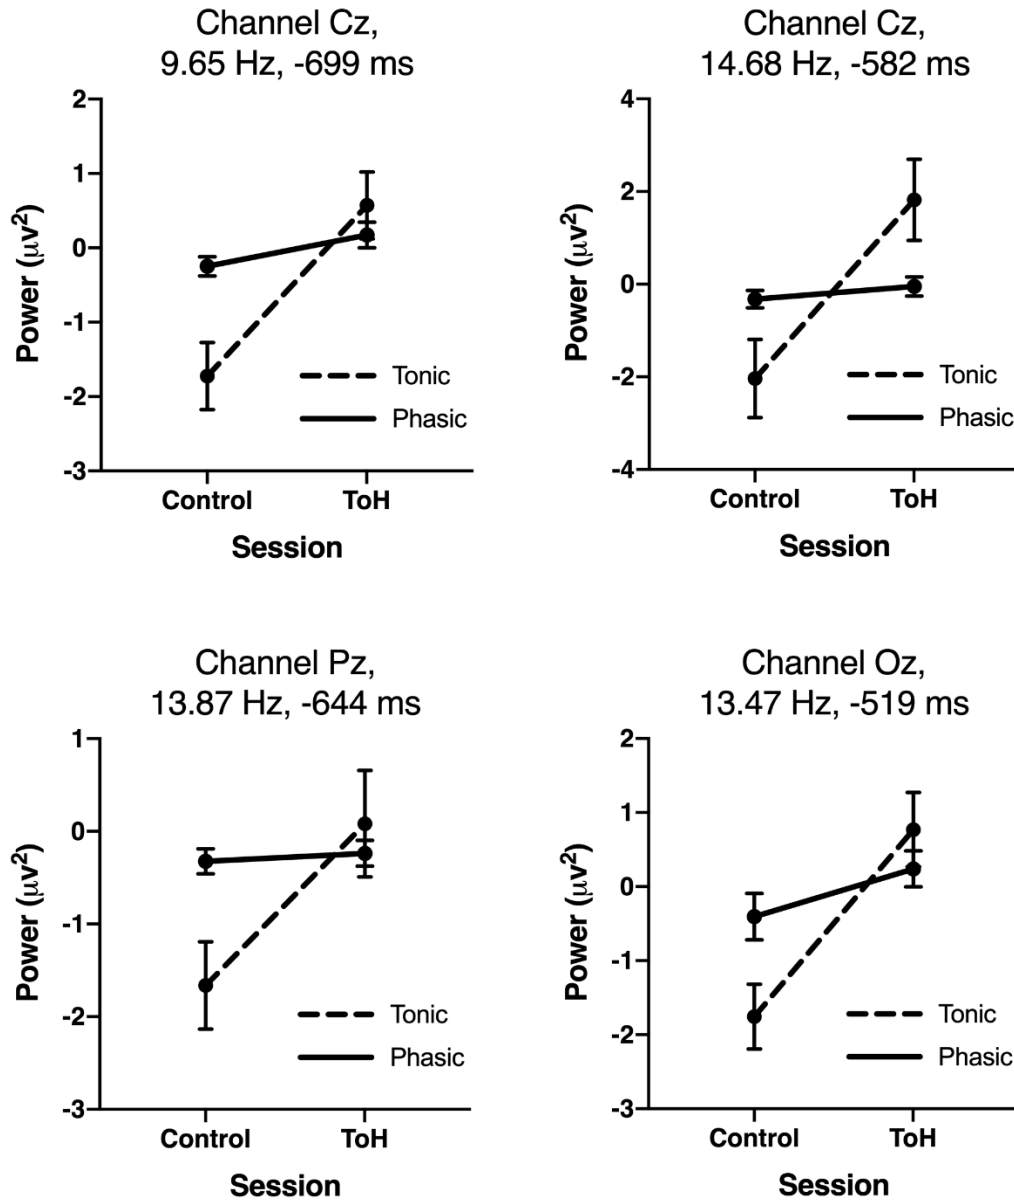 Channel Cz,
9.65 Hz, -699 ms
2
1
0
-1
-2
-3
Power (μv²)
Tonic
Phasic
Control
ToH
Session
Channel Cz,
14.68 Hz, -582 ms
4
2
0
-2
-4
Power (μv²)
Tonic
Phasic
Control
ToH
Session
Channel Pz,
13.87 Hz, -644 ms
1
0
-1
-2
-3
Power (μv²)
Tonic
Phasic
Control
ToH
Session
Channel Oz,
13.47 Hz, -519 ms
2
1
0
-1
-2
-3
Power (μv²)
Tonic
Phasic
Control
ToH
Session